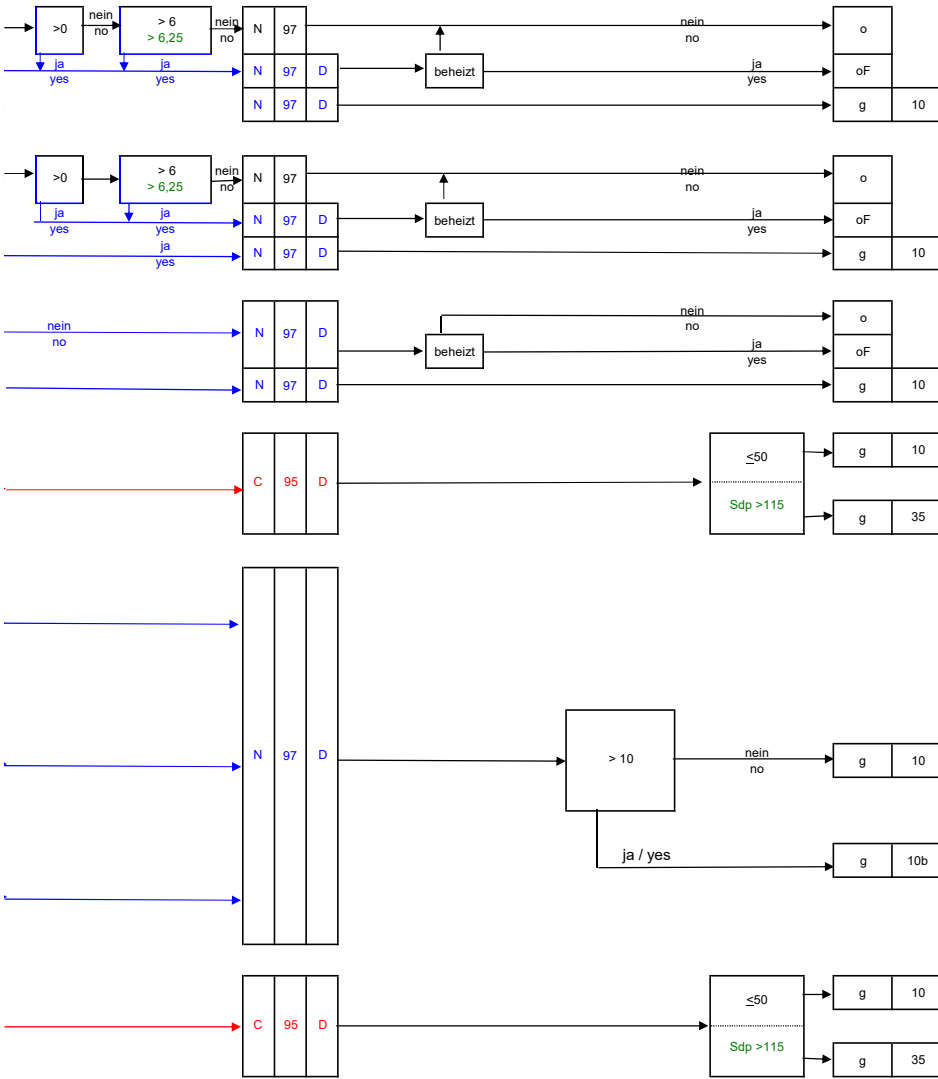 >0
nein
no
> 6
> 6,25
nein
no
N 97
nein
no
o
ja
yes
ja
yes
N 97 D
beheizt
ja
yes
oF
N 97 D
g 10
>0
> 6
> 6,25
nein
no
N 97
nein
no
o
ja
yes
ja
yes
N 97 D
beheizt
ja
yes
oF
ja
yes
N 97 D
g 10
nein
no
N 97 D
nein
no
o
beheizt
ja
yes
oF
N 97 D
g 10
C 95 D
≤50
Sdp >115
g 10
g 35
N 97 D
> 10
nein
no
g 10
ja / yes
g 10b
C 95 D
≤50
Sdp >115
g 10
g 35